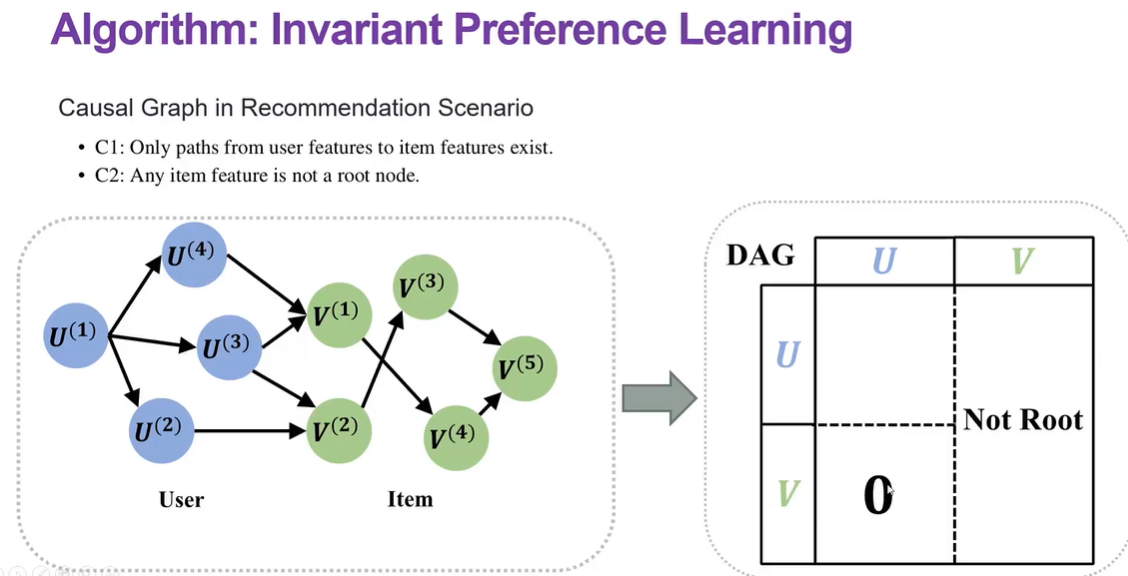 Algorithm: Invariant Preference Learning
Causal Graph in Recommendation Scenario
• C1: Only paths from user features to item features exist.
• C2: Any item feature is not a root node.
U(1)
U(4)
U(3)
U(2)
V(1)
V(2)
V(3)
V(4)
V(5)
User
Item
DAG
U
V
U
Not Root
V
0